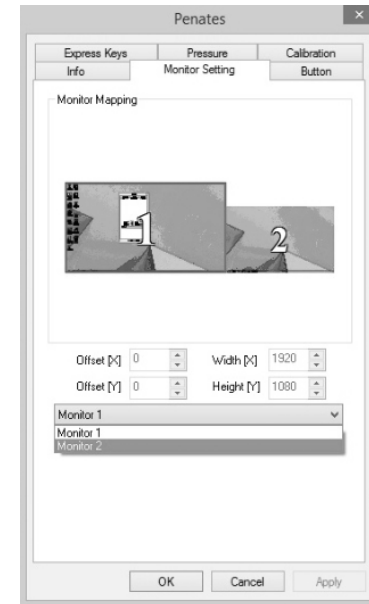 Penates
Express Keys Pressure Calibration
Info Monitor Setting Button
Monitor Mapping
1 2
Offset [X] 0 Width [X] 1920
Offset [Y] 0 Height [Y] 1080
Monitor 1
Monitor 1
Monitor 2
OK Cancel Apply